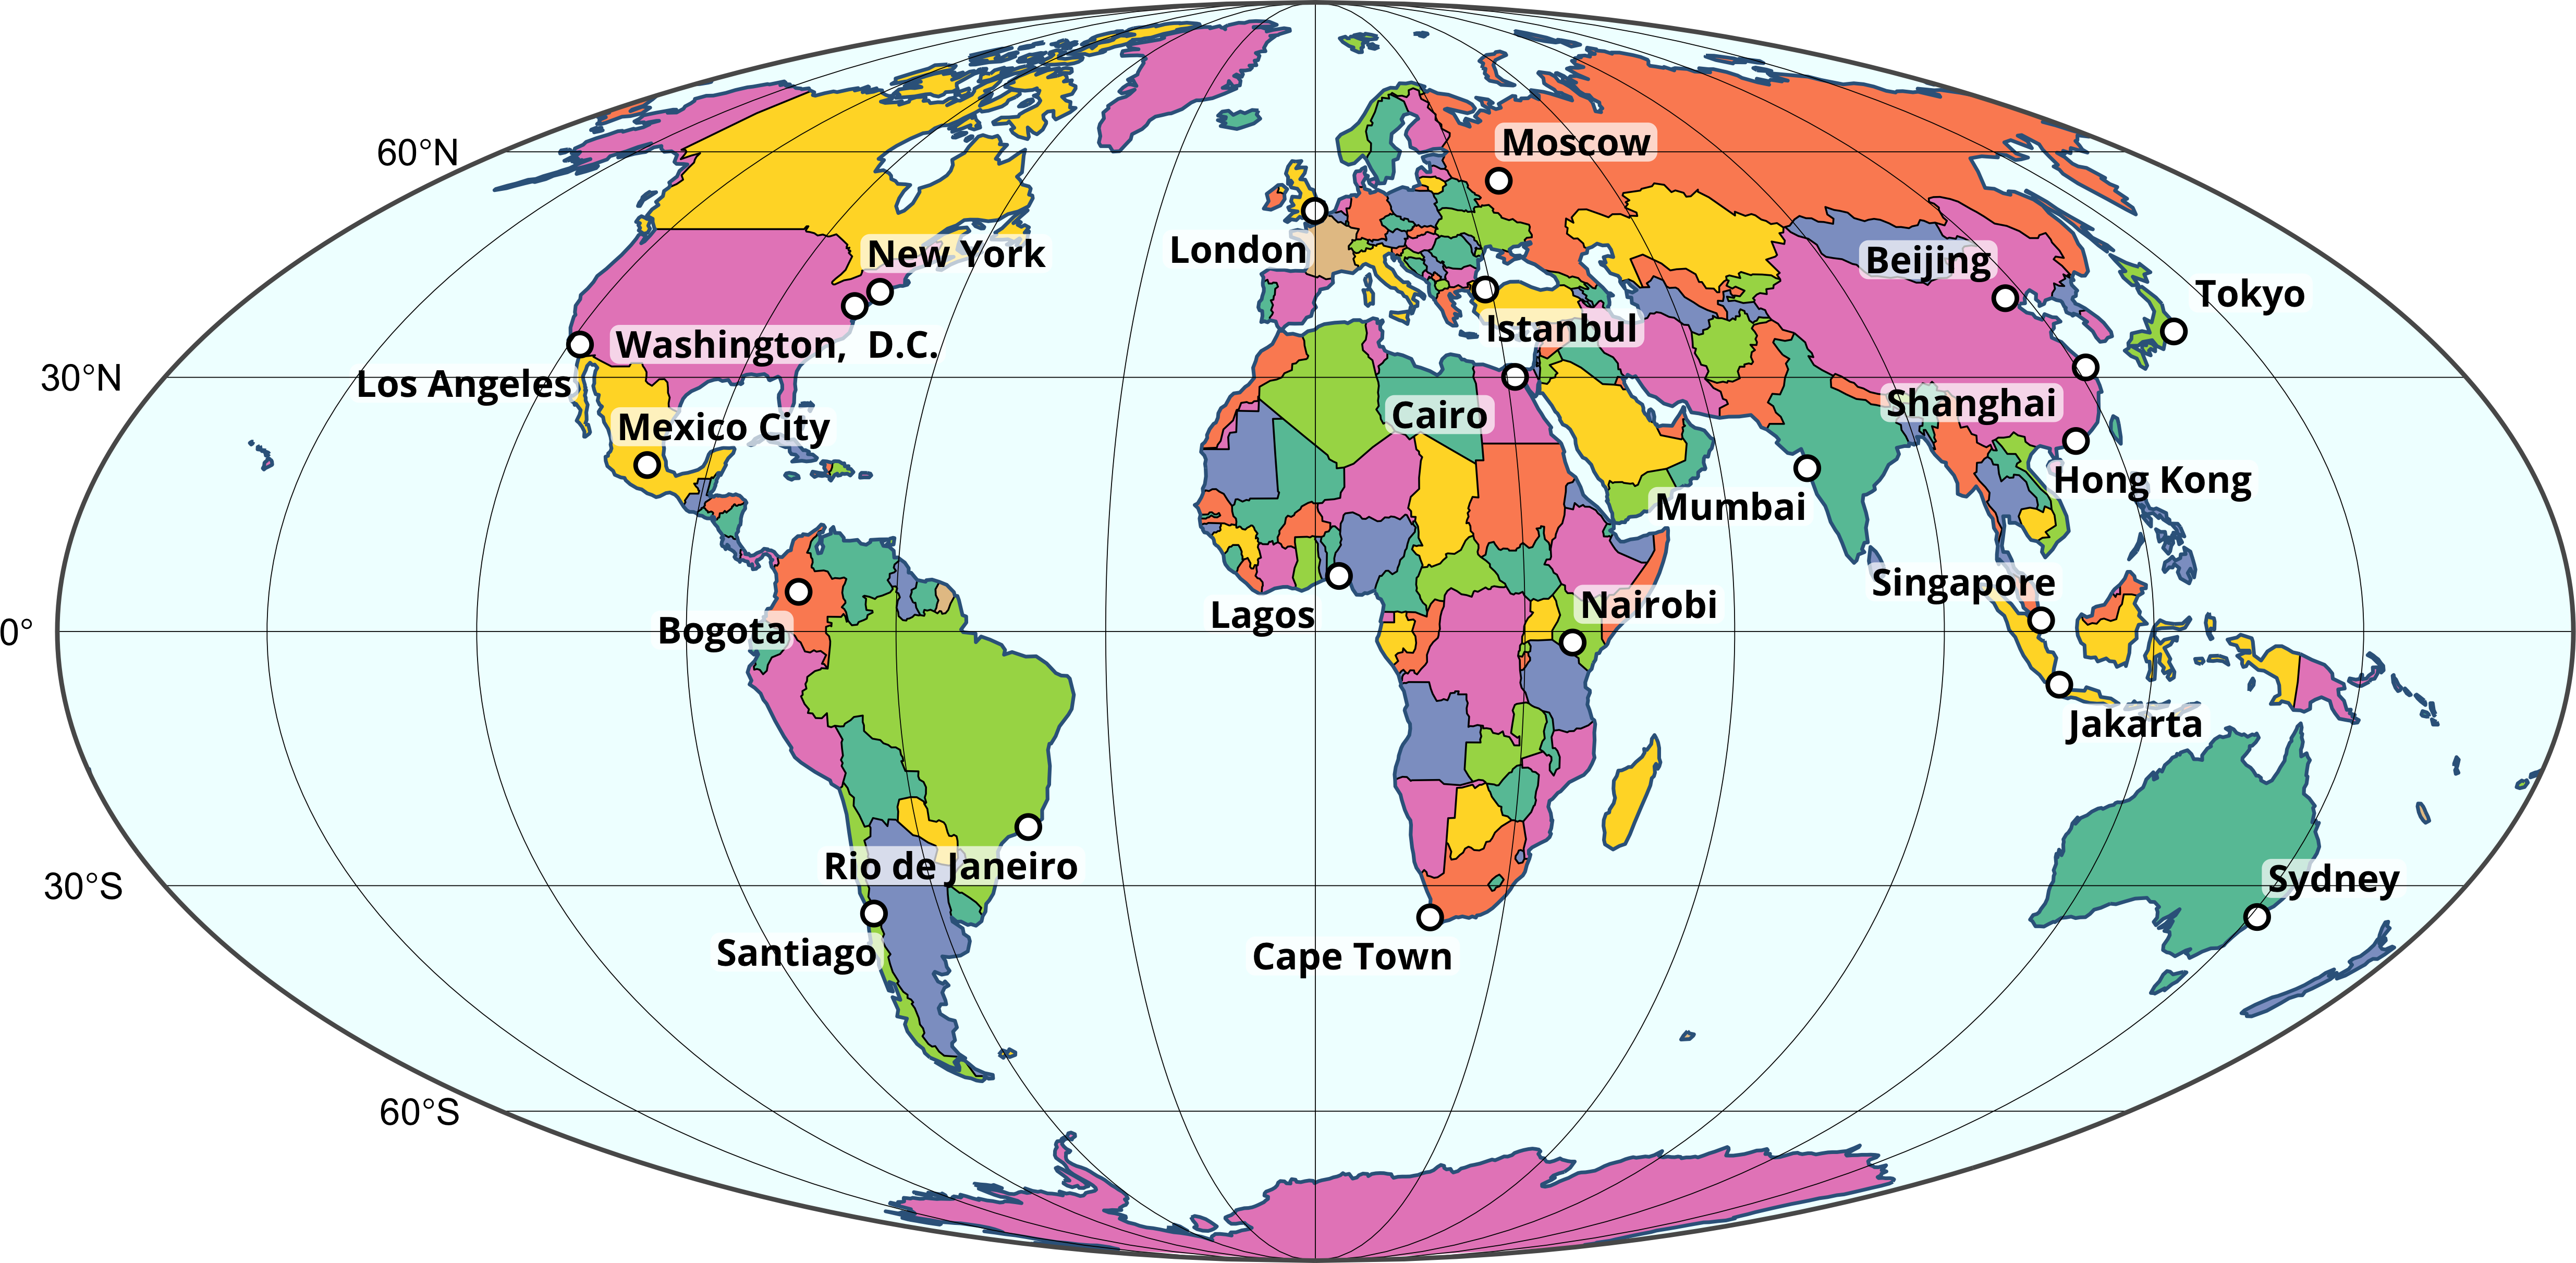 60°N
Moscow
London
New York
Beijing
Tokyo
Istanbul
Washington, D.C.
30°N
Los Angeles
Cairo
Shanghai
Mexico City
Hong Kong
Mumbai
Singapore
Nairobi
Lagos
0°
Bogota
Jakarta
Rio de Janeiro
30°S
Sydney
Santiago
Cape Town
60°S